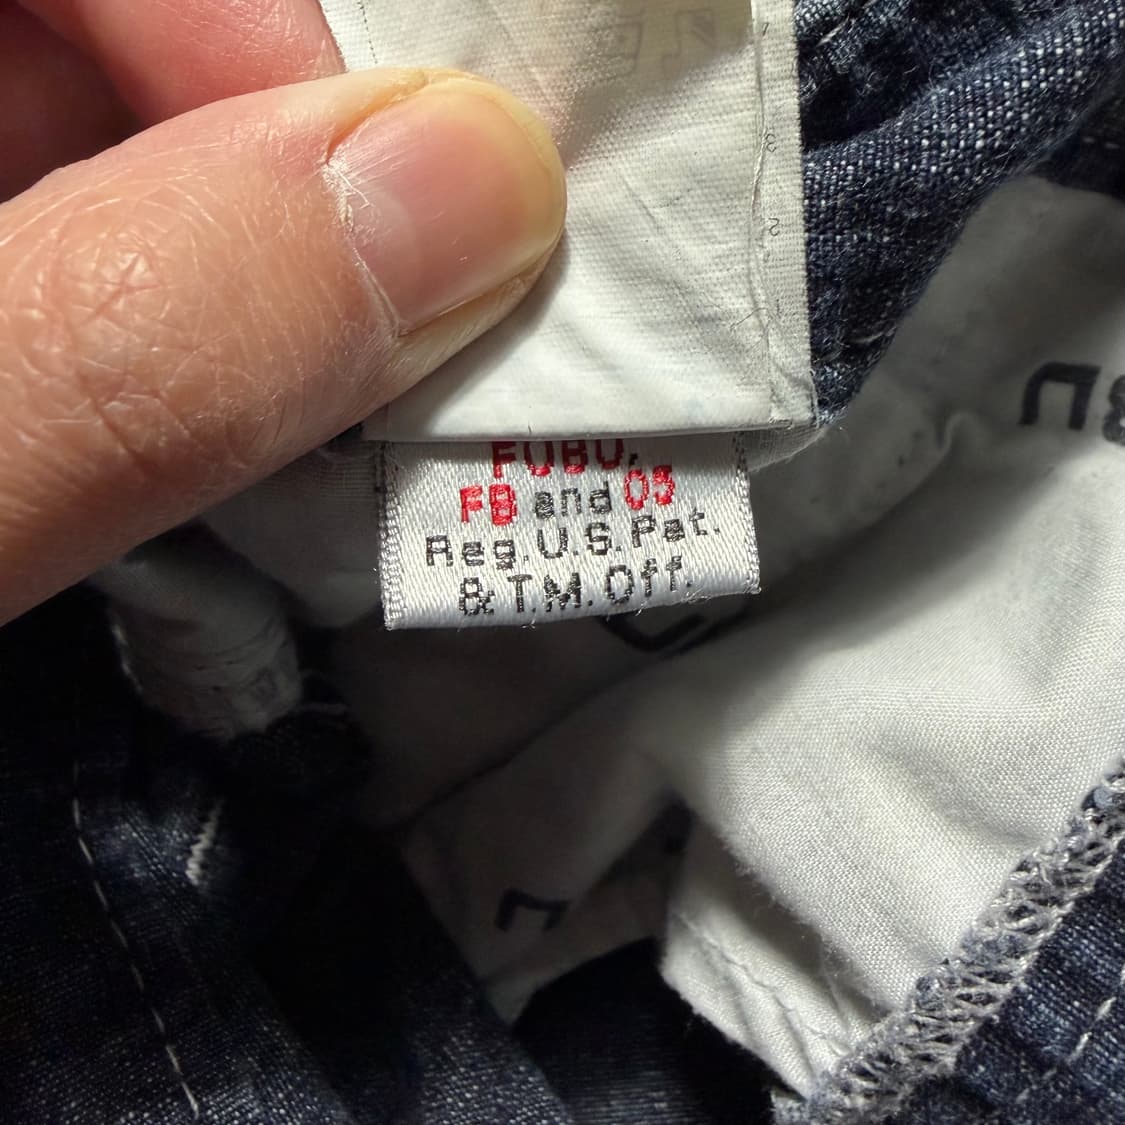 FUBU,
FB and 05
Reg. U.S. Pat.
& T.M. Off.